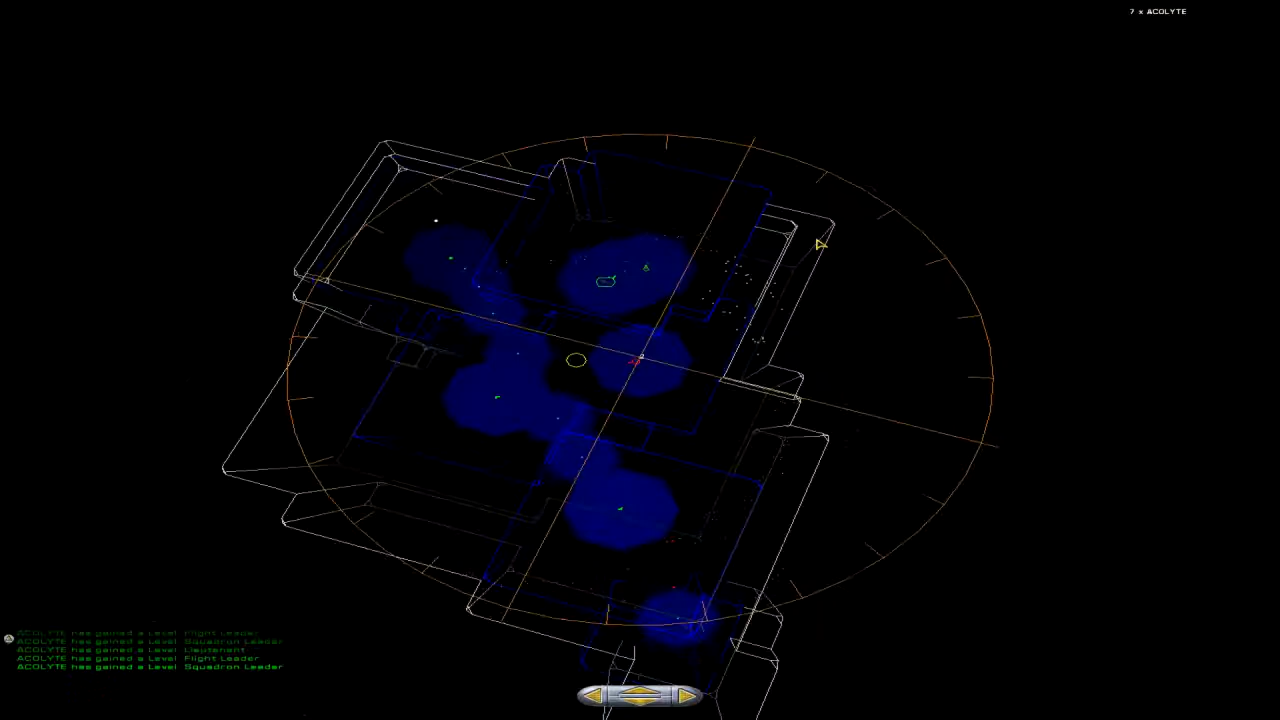 7 x ACOLYTE
ACOLYTE has gained a Level Flight Leader
ACOLYTE has gained a Level Squadron Leader
ACOLYTE has gained a Level Lieutenant
ACOLYTE has gained a Level Flight Leader
ACOLYTE has gained a Level Squadron Leader